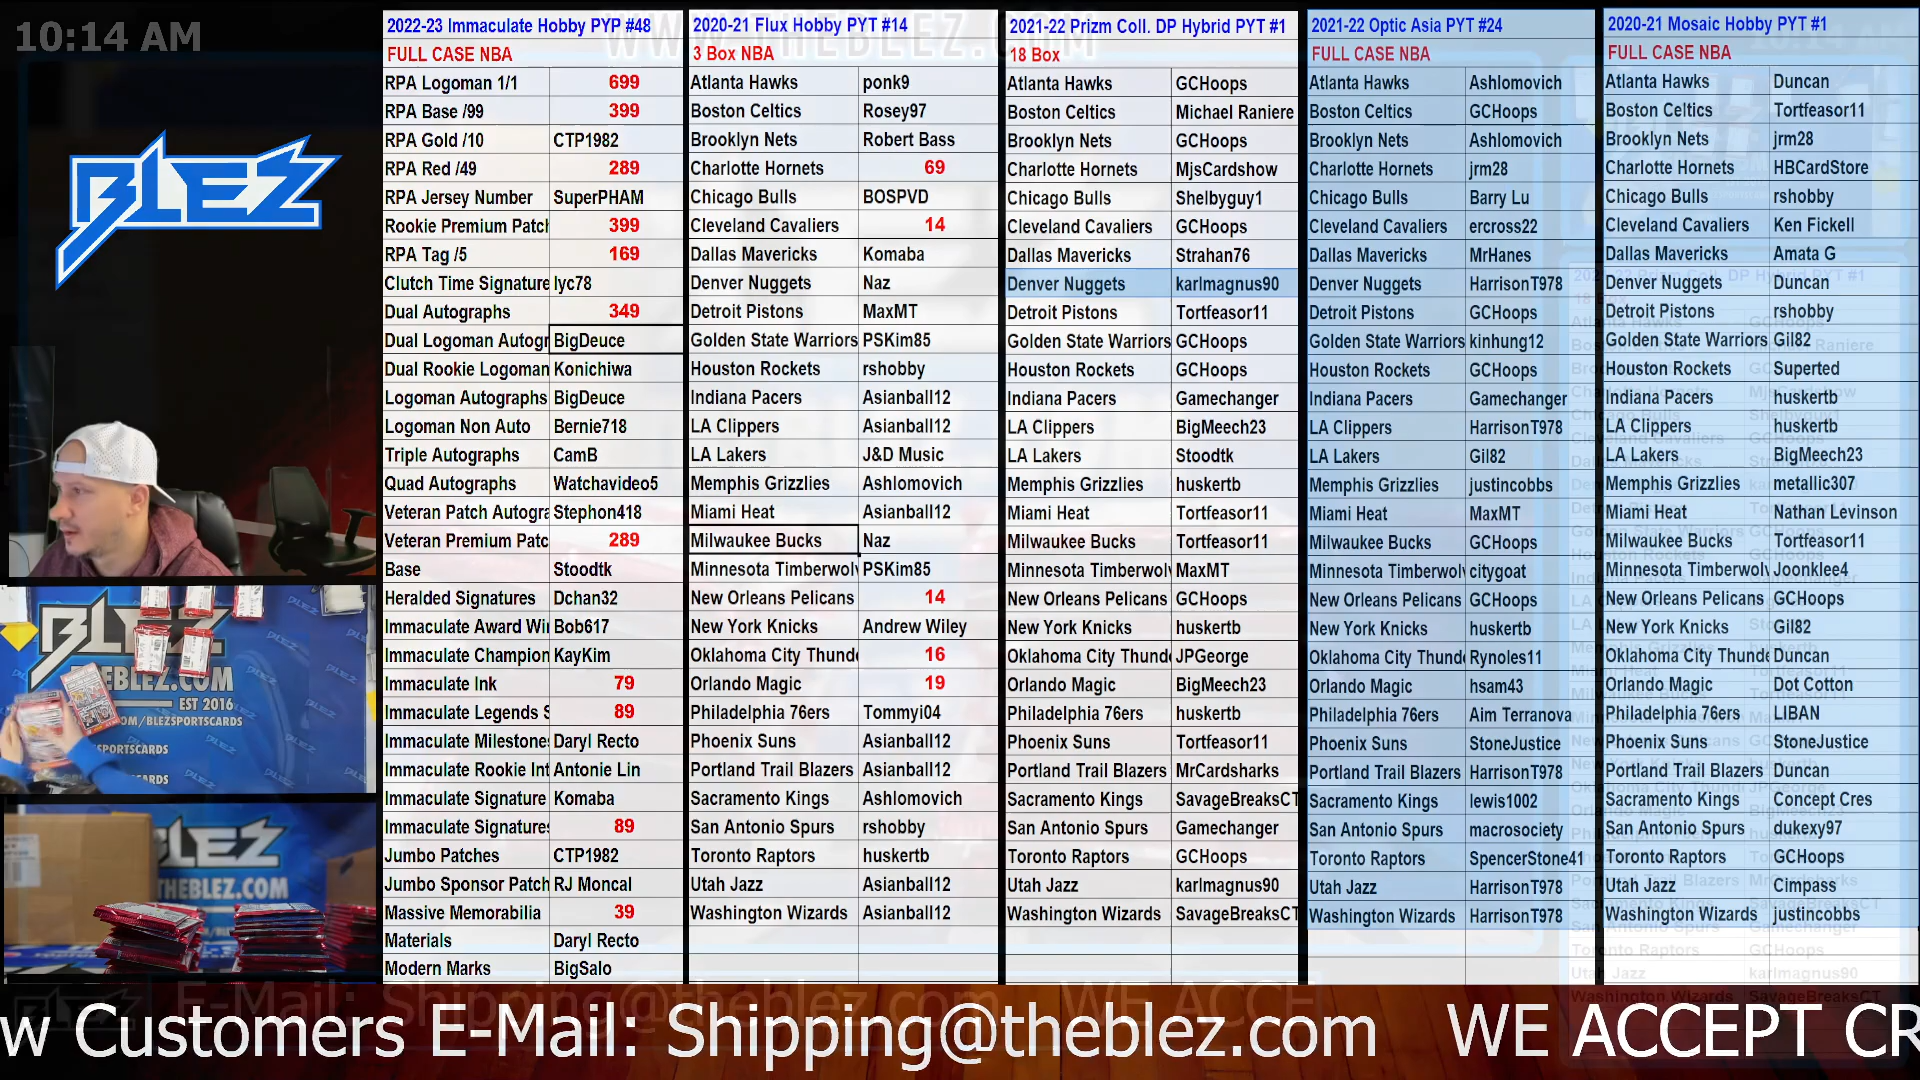 10:14 AM
BLEZ
2022-23 Immaculate Hobby PYP #48
FULL CASE NBA
RPA Logoman 1/1 699
RPA Base /99 399
RPA Gold /10 CTP1982
RPA Red /49 289
RPA Jersey Number SuperPHAM
Rookie Premium Patch 399
RPA Tag /5 169
Clutch Time Signature lyc78
Dual Autographs 349
Dual Logoman Autogr BigDeuce
Dual Rookie Logoman Konichiwa
Logoman Autographs BigDeuce
Logoman Non Auto Bernie718
Triple Autographs CamB
Quad Autographs Watchavideo5
Veteran Patch Autogra Stephon418
Veteran Premium Patc 289
Base Stoodtk
Heralded Signatures Dchan32
Immaculate Award Wi Bob617
Immaculate Champion KayKim
Immaculate Ink 79
Immaculate Legends S 89
Immaculate Milestone Daryl Recto
Immaculate Rookie Int Antonie Lin
Immaculate Signature Komaba
Immaculate Signatures 89
Jumbo Patches CTP1982
Jumbo Sponsor Patch RJ Moncal
Massive Memorabilia 39
Materials Daryl Recto
Modern Marks BigSalo
2020-21 Flux Hobby PYT #14
3 Box NBA
Atlanta Hawks ponk9
Boston Celtics Rosey97
Brooklyn Nets Robert Bass
Charlotte Hornets 69
Chicago Bulls BOSPVD
Cleveland Cavaliers 14
Dallas Mavericks Komaba
Denver Nuggets Naz
Detroit Pistons MaxMT
Golden State Warriors PSKim85
Houston Rockets rshobby
Indiana Pacers Asianball12
LA Clippers Asianball12
LA Lakers J&D Music
Memphis Grizzlies Ashlomovich
Miami Heat Asianball12
Milwaukee Bucks Naz
Minnesota Timberwol PSKim85
New Orleans Pelicans 14
New York Knicks Andrew Wiley
Oklahoma City Thund 16
Orlando Magic 19
Philadelphia 76ers Tommyi04
Phoenix Suns Asianball12
Portland Trail Blazers Asianball12
Sacramento Kings Ashlomovich
San Antonio Spurs rshobby
Toronto Raptors huskertb
Utah Jazz Asianball12
Washington Wizards Asianball12
2021-22 Prizm Coll. DP Hybrid PYT #1
18 Box
Atlanta Hawks GCHoops
Boston Celtics Michael Raniere
Brooklyn Nets GCHoops
Charlotte Hornets MjsCardshow
Chicago Bulls Shelbyguy1
Cleveland Cavaliers GCHoops
Dallas Mavericks Strahan76
Denver Nuggets karlmagnus90
Detroit Pistons Tortfeasor11
Golden State Warriors GCHoops
Houston Rockets GCHoops
Indiana Pacers Gamechanger
LA Clippers BigMeech23
LA Lakers Stoodtk
Memphis Grizzlies huskertb
Miami Heat Tortfeasor11
Milwaukee Bucks Tortfeasor11
Minnesota Timberwol MaxMT
New Orleans Pelicans GCHoops
New York Knicks huskertb
Oklahoma City Thund JPGeorge
Orlando Magic BigMeech23
Philadelphia 76ers huskertb
Phoenix Suns Tortfeasor11
Portland Trail Blazers MrCardsharks
Sacramento Kings SavageBreaksCT
San Antonio Spurs Gamechanger
Toronto Raptors GCHoops
Utah Jazz karlmagnus90
Washington Wizards SavageBreaksCT
2021-22 Optic Asia PYT #24
FULL CASE NBA
Atlanta Hawks Ashlomovich
Boston Celtics GCHoops
Brooklyn Nets Ashlomovich
Charlotte Hornets jrm28
Chicago Bulls Barry Lu
Cleveland Cavaliers ercross22
Dallas Mavericks MrHanes
Denver Nuggets HarrisonT978
Detroit Pistons GCHoops
Golden State Warriors kinhung12
Houston Rockets GCHoops
Indiana Pacers Gamechanger
LA Clippers HarrisonT978
LA Lakers Gil82
Memphis Grizzlies justincobbs
Miami Heat MaxMT
Milwaukee Bucks GCHoops
Minnesota Timberwol citygoat
New Orleans Pelicans GCHoops
New York Knicks huskertb
Oklahoma City Thund Rynoles11
Orlando Magic hsam43
Philadelphia 76ers Aim Terranova
Phoenix Suns StoneJustice
Portland Trail Blazers HarrisonT978
Sacramento Kings lewis1002
San Antonio Spurs macrosociety
Toronto Raptors SpencerStone41
Utah Jazz HarrisonT978
Washington Wizards HarrisonT978
2020-21 Mosaic Hobby PYT #1
FULL CASE NBA
Atlanta Hawks Duncan
Boston Celtics Tortfeasor11
Brooklyn Nets jrm28
Charlotte Hornets HBCardStore
Chicago Bulls rshobby
Cleveland Cavaliers Ken Fickell
Dallas Mavericks Amata G
Denver Nuggets Duncan
Detroit Pistons rshobby
Golden State Warriors Gil82
Houston Rockets Superted
Indiana Pacers huskertb
LA Clippers huskertb
LA Lakers BigMeech23
Memphis Grizzlies metallic307
Miami Heat Nathan Levinson
Milwaukee Bucks Tortfeasor11
Minnesota Timberwolv Joonklee4
New Orleans Pelicans GCHoops
New York Knicks Gil82
Oklahoma City Thund Duncan
Orlando Magic Dot Cotton
Philadelphia 76ers LIBAN
Phoenix Suns StoneJustice
Portland Trail Blazers Duncan
Sacramento Kings Concept Cres
San Antonio Spurs dukexy97
Toronto Raptors GCHoops
Utah Jazz Cimpass
Washington Wizards justincobbs
BLEZ
EBLEZ.COM
EST 2016
OM/BLEZSPORTSCARDS
SPORTCARDS
CARDS
LEZ
THEBLEZ.COM
w Customers E-Mail: Shipping@theblez.com WE ACCEPT CR